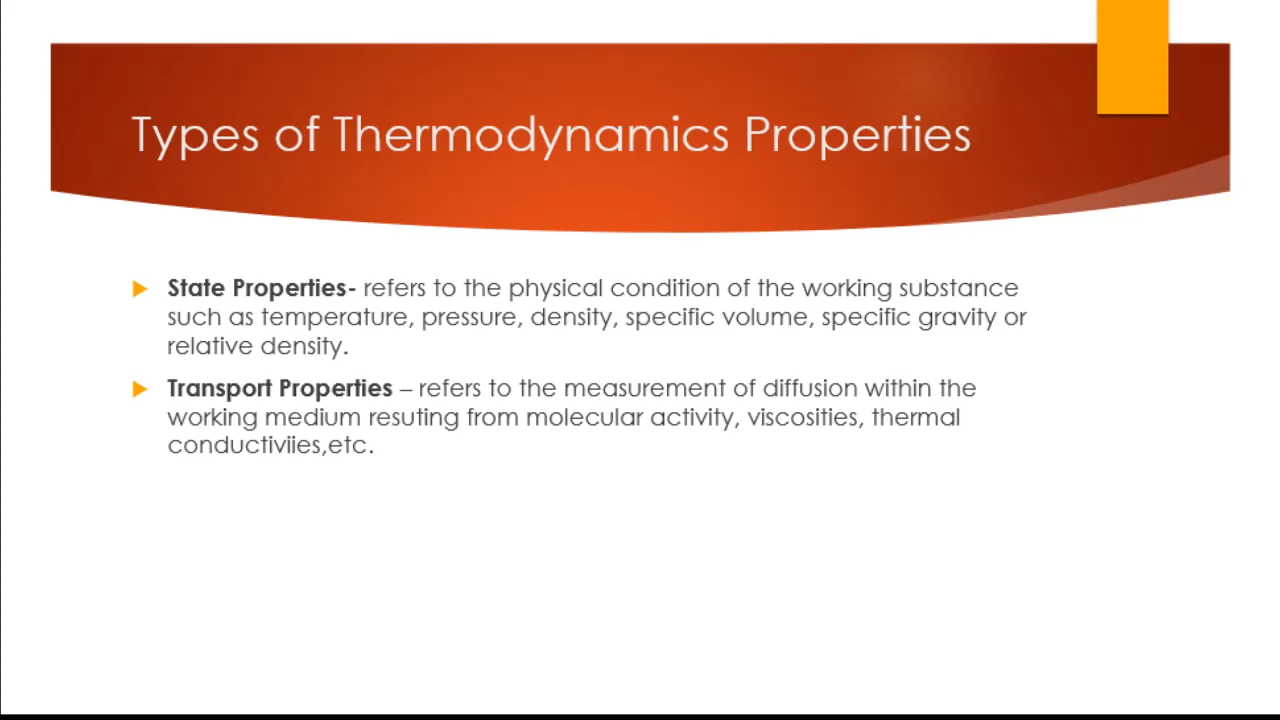 Types of Thermodynamics Properties
State Properties- refers to the physical condition of the working substance
such as temperature, pressure, density, specific volume, specific gravity or
relative density.
Transport Properties – refers to the measurement of diffusion within the
working medium resuting from molecular activity, viscosities, thermal
conductiviies,etc.